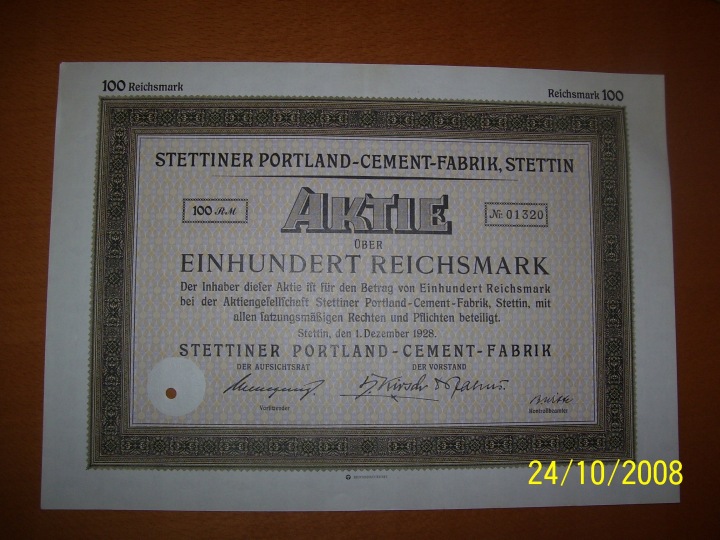 100 Reichsmark
Reichsmark 100
STETTINER PORTLAND-CEMENT-FABRIK, STETTIN
100 RM
AKTIE
Nr. 01320
ÜBER
EINHUNDERT REICHSMARK
Der Inhaber dieſer Aktie iſt für den Betrag von Einhundert Reichsmark
bei der Aktiengeſellſchaft Stettiner Portland-Cement-Fabrik, Stettin, mit
allen ſatzungsmäßigen Rechten und Pflichten beteiligt.
Stettin, den 1. Dezember 1928.
STETTINER PORTLAND-CEMENT-FABRIK
DER AUFSICHTSRAT
DER VORSTAND
Kirsch
Vorſitzender
Kontrollbeamter
24/10/2008